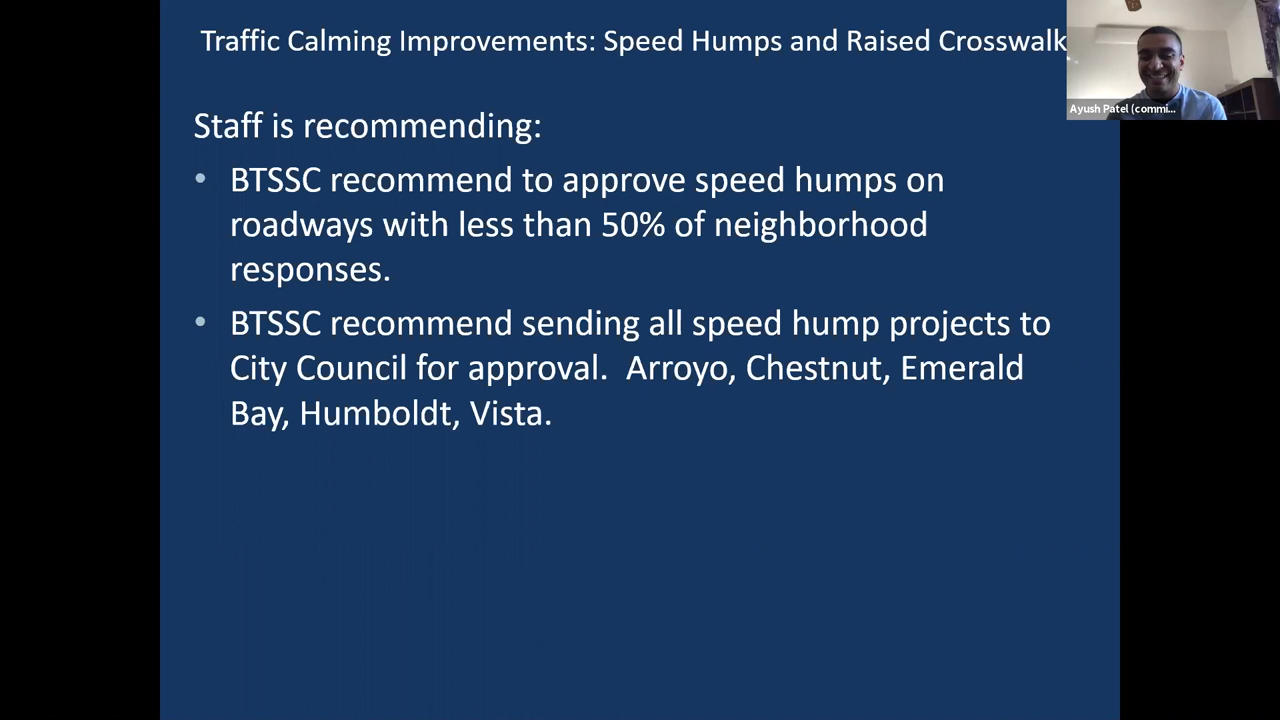 Traffic Calming Improvements: Speed Humps and Raised Crosswalk
Ayush Patel (commi...
Staff is recommending:
• BTSSC recommend to approve speed humps on
roadways with less than 50% of neighborhood
responses.
• BTSSC recommend sending all speed hump projects to
City Council for approval.  Arroyo, Chestnut, Emerald
Bay, Humboldt, Vista.